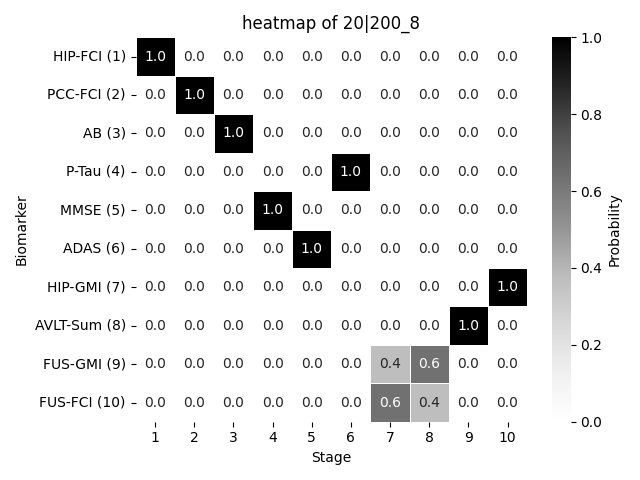 heatmap of 20|200_8
HIP-FCI (1) 1.0 0.0 0.0 0.0 0.0 0.0 0.0 0.0 0.0 0.0
PCC-FCI (2) 0.0 1.0 0.0 0.0 0.0 0.0 0.0 0.0 0.0 0.0
AB (3) 0.0 0.0 1.0 0.0 0.0 0.0 0.0 0.0 0.0 0.0
P-Tau (4) 0.0 0.0 0.0 0.0 0.0 1.0 0.0 0.0 0.0 0.0
MMSE (5) 0.0 0.0 0.0 1.0 0.0 0.0 0.0 0.0 0.0 0.0
ADAS (6) 0.0 0.0 0.0 0.0 1.0 0.0 0.0 0.0 0.0 0.0
HIP-GMI (7) 0.0 0.0 0.0 0.0 0.0 0.0 0.0 0.0 0.0 1.0
AVLT-Sum (8) 0.0 0.0 0.0 0.0 0.0 0.0 0.0 0.0 1.0 0.0
FUS-GMI (9) 0.0 0.0 0.0 0.0 0.0 0.0 0.4 0.6 0.0 0.0
FUS-FCI (10) 0.0 0.0 0.0 0.0 0.0 0.0 0.6 0.4 0.0 0.0
1 2 3 4 5 6 7 8 9 10
Stage
Biomarker
1.0
0.8
0.6
0.4
0.2
0.0
Probability